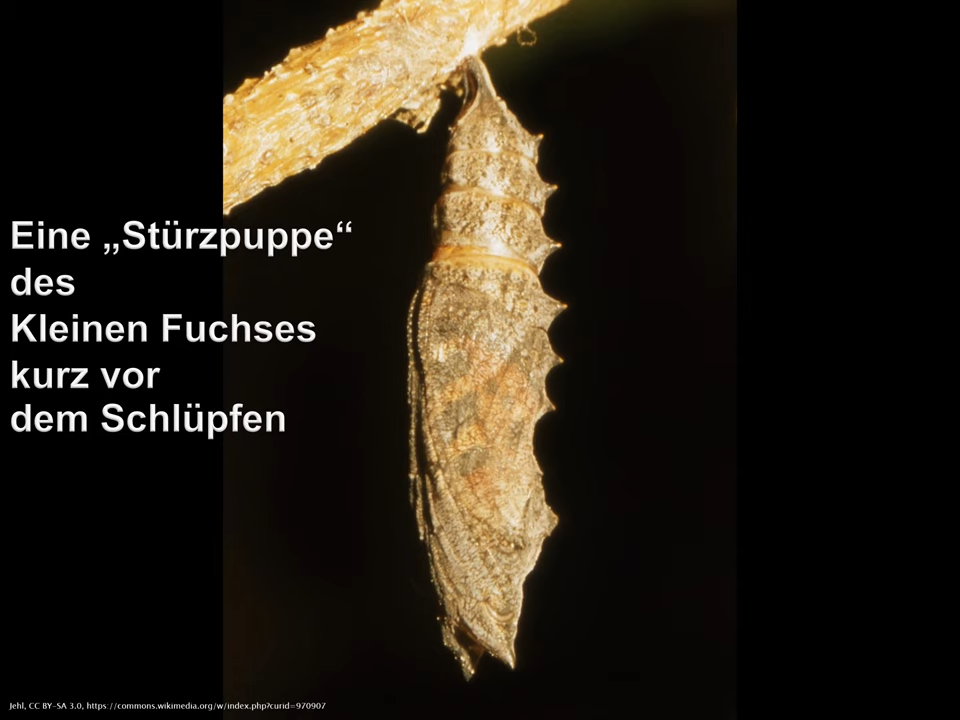 Eine „Stürzpuppe“
des
Kleinen Fuchses
kurz vor
dem Schlüpfen
Jehl, CC BY-SA 3.0, https://commons.wikimedia.org/w/index.php?curid=970907